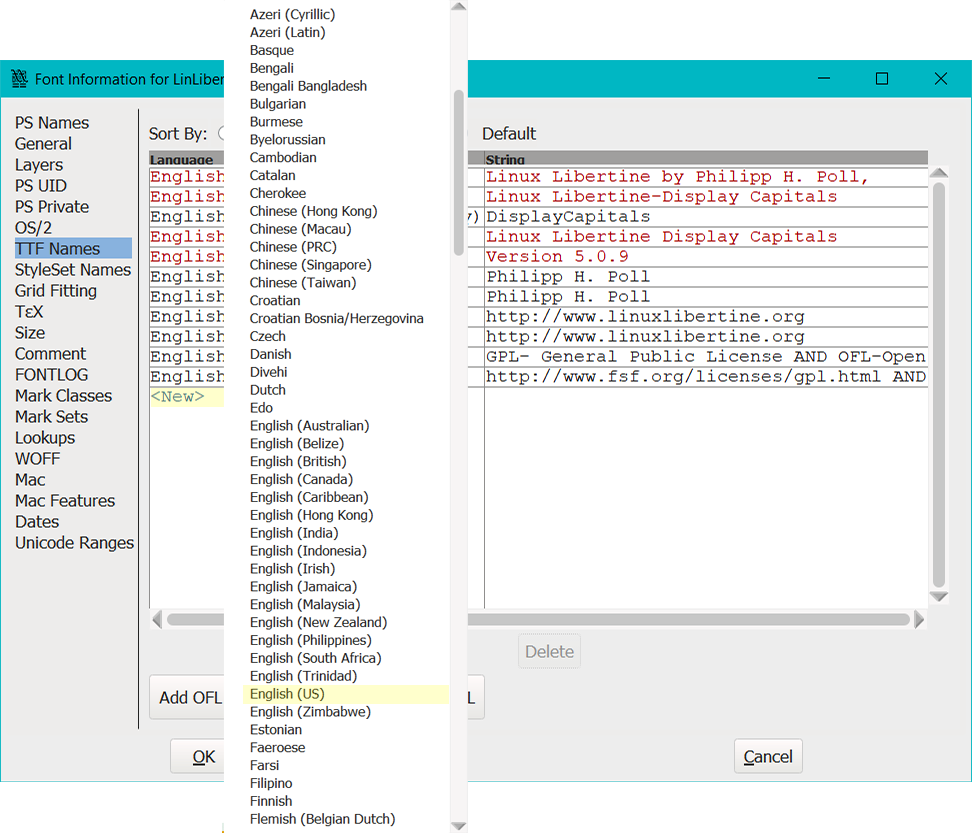 Font Information for LinLiber
PS Names
General
Layers
PS UID
PS Private
OS/2
TTF Names
StyleSet Names
Grid Fitting
TεX
Size
Comment
FONTLOG
Mark Classes
Mark Sets
Lookups
WOFF
Mac
Mac Features
Dates
Unicode Ranges
Sort By:
Default
Language
String
English
Linux Libertine by Philipp H. Poll,
English
Linux Libertine-Display Capitals
English
y) DisplayCapitals
English
Linux Libertine Display Capitals
English
Version 5.0.9
English
Philipp H. Poll
English
Philipp H. Poll
English
http://www.linuxlibertine.org
English
http://www.linuxlibertine.org
English
GPL- General Public License AND OFL-Open
English
http://www.fsf.org/licenses/gpl.html AND
<New>
Azeri (Cyrillic)
Azeri (Latin)
Basque
Bengali
Bengali Bangladesh
Bulgarian
Burmese
Byelorussian
Cambodian
Catalan
Cherokee
Chinese (Hong Kong)
Chinese (Macau)
Chinese (PRC)
Chinese (Singapore)
Chinese (Taiwan)
Croatian
Croatian Bosnia/Herzegovina
Czech
Danish
Divehi
Dutch
Edo
English (Australian)
English (Belize)
English (British)
English (Canada)
English (Caribbean)
English (Hong Kong)
English (India)
English (Indonesia)
English (Irish)
English (Jamaica)
English (Malaysia)
English (New Zealand)
English (Philippines)
English (South Africa)
English (Trinidad)
English (US)
English (Zimbabwe)
Estonian
Faeroese
Farsi
Filipino
Finnish
Flemish (Belgian Dutch)
Delete
Add OFL
L
OK
Cancel